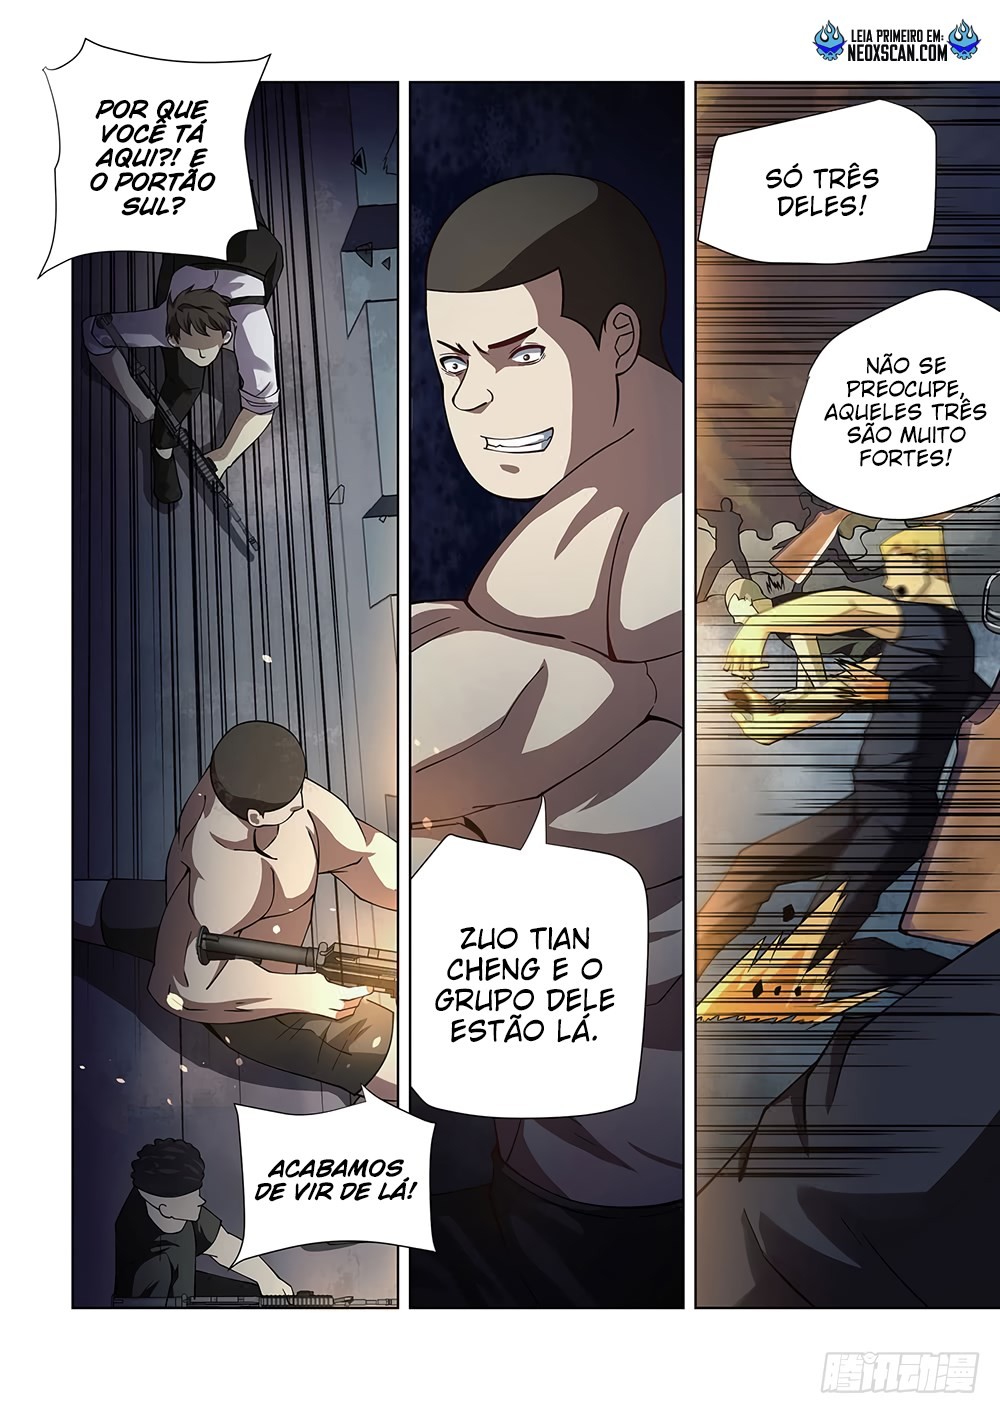 LEIA PRIMEIRO EM:
NEOXSCAN.COM
POR QUE
VOCÊ TÁ
AQUI?! E
O PORTÃO
SUL?
ACABAMOS
DE VIR DE LÁ!
ZUO TIAN
CHENG E O
GRUPO DELE
ESTÃO LÁ.
SÓ TRÊS
DELES!
NÃO SE
PREOCUPE,
AQUELES TRÊS
SÃO MUITO
FORTES!
腾讯动漫